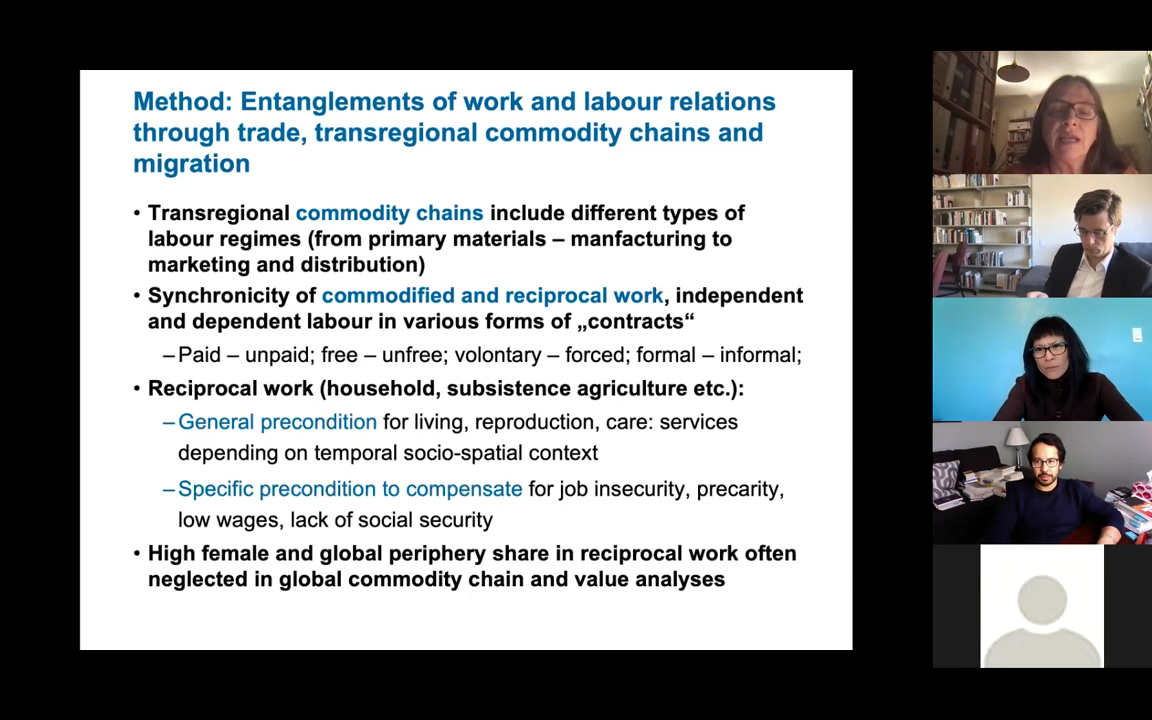 Method: Entanglements of work and labour relations
through trade, transregional commodity chains and
migration
• Transregional commodity chains include different types of
labour regimes (from primary materials – manfacturing to
marketing and distribution)
• Synchronicity of commodified and reciprocal work, independent
and dependent labour in various forms of „contracts“
–Paid – unpaid; free – unfree; volontary – forced; formal – informal;
• Reciprocal work (household, subsistence agriculture etc.):
–General precondition for living, reproduction, care: services
depending on temporal socio-spatial context
–Specific precondition to compensate for job insecurity, precarity,
low wages, lack of social security
• High female and global periphery share in reciprocal work often
neglected in global commodity chain and value analyses